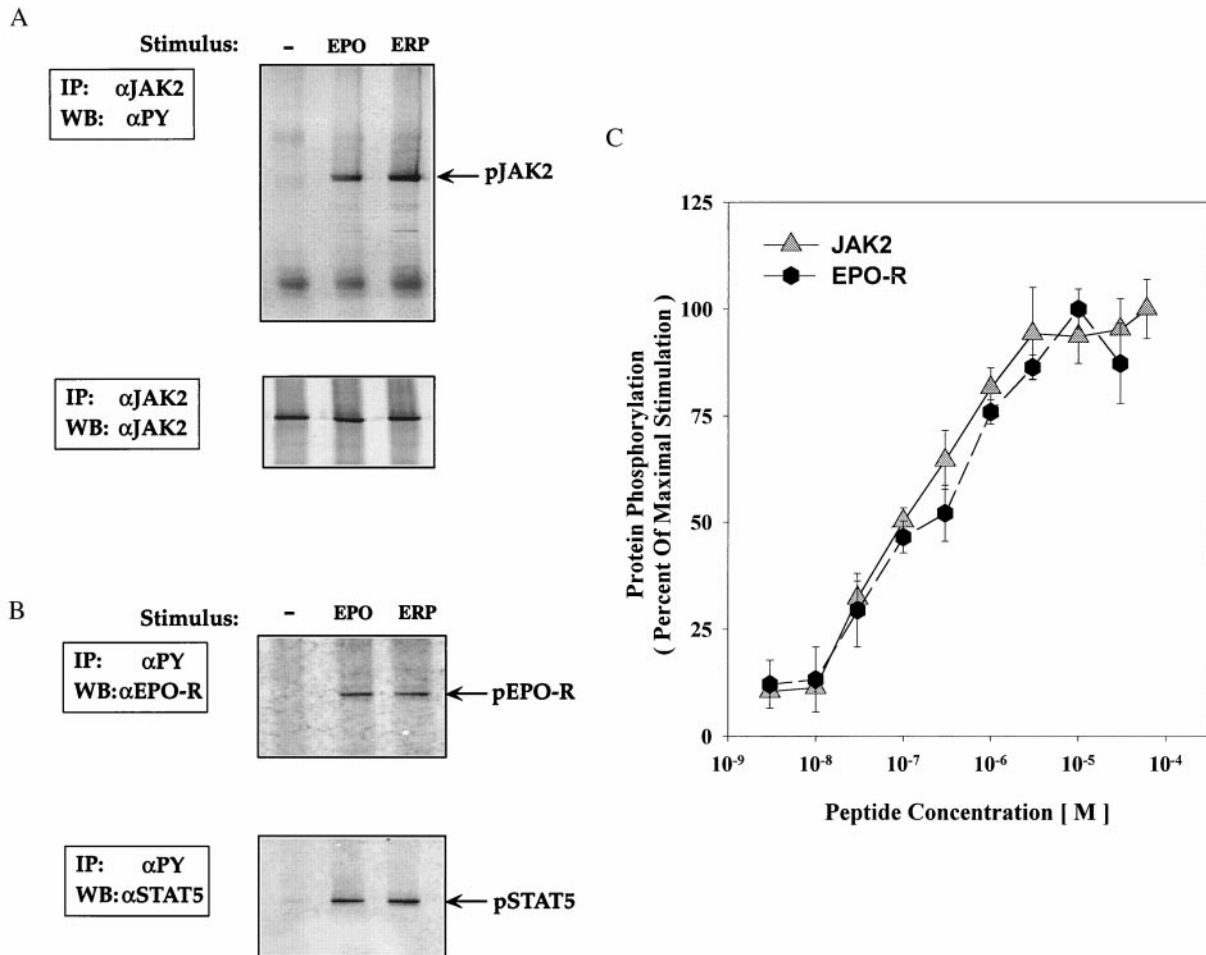 A
Stimulus: – EPO ERP
IP: αJAK2
WB: αPY
pJAK2
IP: αJAK2
WB: αJAK2
B
Stimulus: – EPO ERP
IP: αPY
WB: αEPO-R
pEPO-R
IP: αPY
WB: αSTAT5
pSTAT5
C
JAK2
EPO-R
Protein Phosphorylation
( Percent Of Maximal Stimulation )
125
100
75
50
25
0
10⁻⁹ 10⁻⁸ 10⁻⁷ 10⁻⁶ 10⁻⁵ 10⁻⁴
Peptide Concentration [ M ]